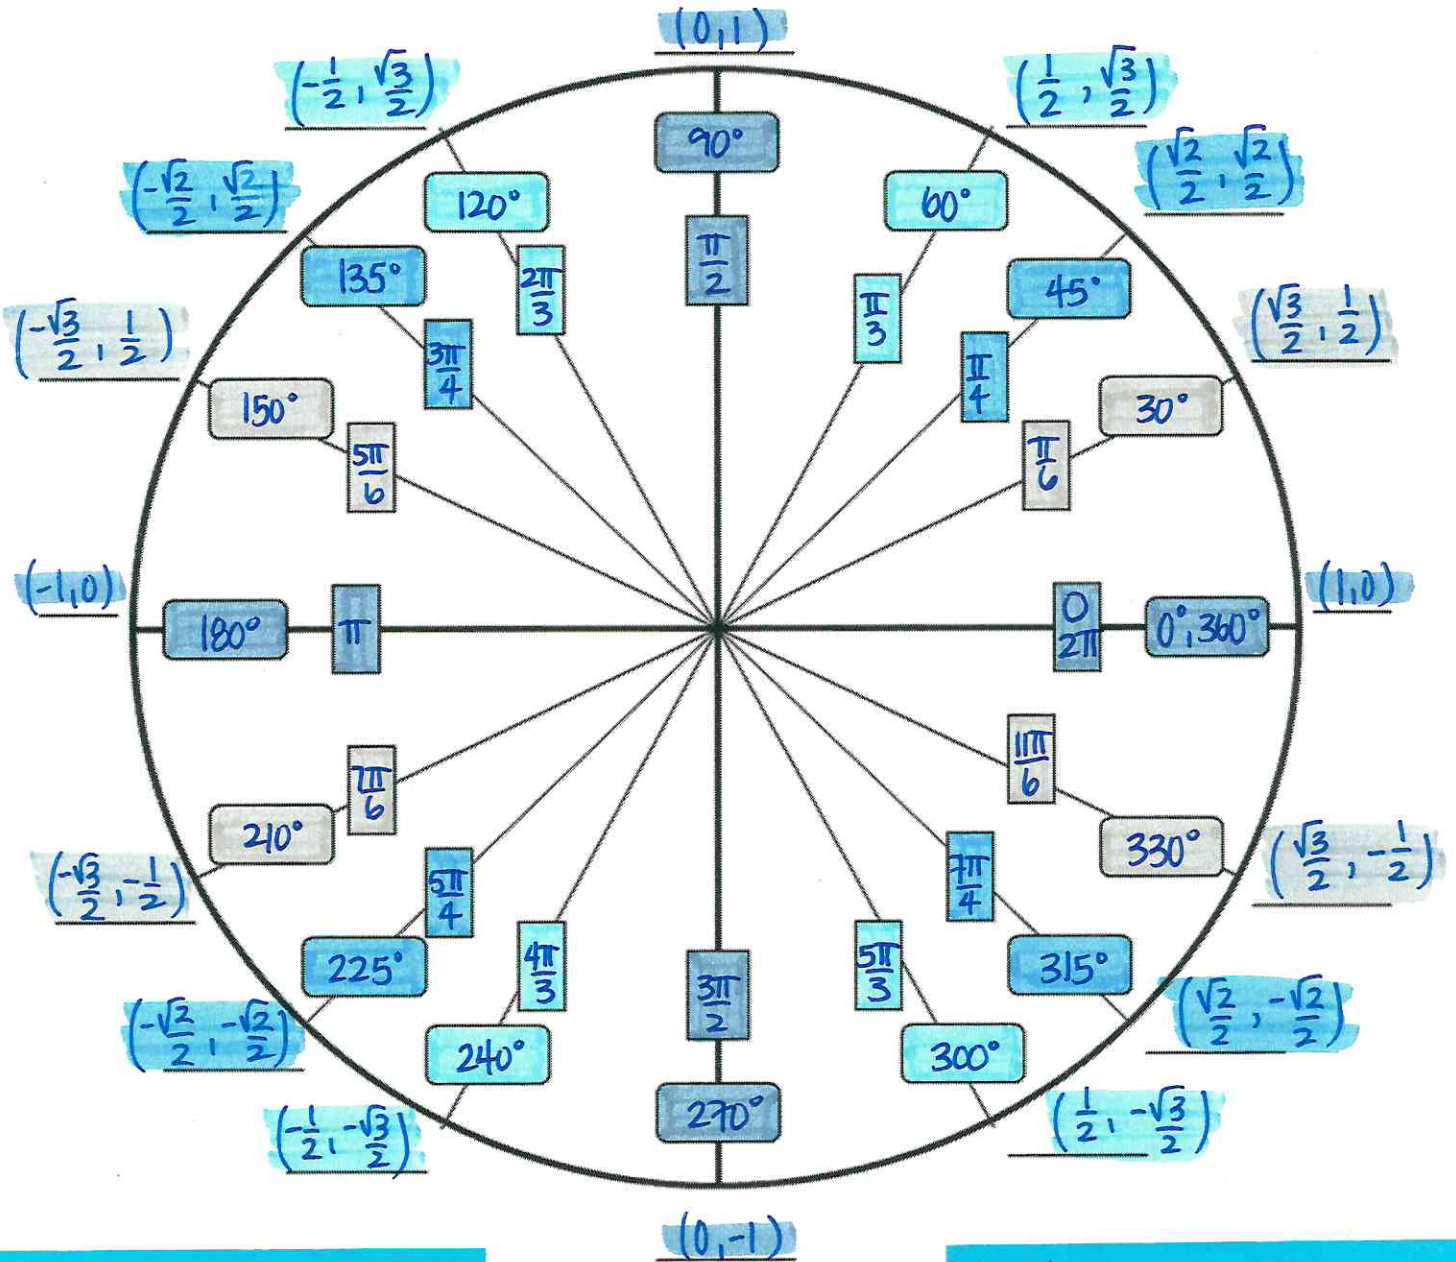 (0,1)
(-1/2, √3/2)
(1/2, √3/2)
90°
(-√2/2, √2/2)
(√2/2, √2/2)
120°
60°
π/2
135°
45°
2π/3
π/3
(-√3/2, 1/2)
(√3/2, 1/2)
3π/4
π/4
150°
30°
5π/6
π/6
(-1,0)
(1,0)
180°
π
0
2π
0°, 360°
7π/6
11π/6
210°
330°
(-√3/2, -1/2)
(√3/2, -1/2)
5π/4
7π/4
225°
4π/3
5π/3
315°
3π/2
(-√2/2, -√2/2)
(√2/2, -√2/2)
240°
300°
270°
(-1/2, -√3/2)
(1/2, -√3/2)
(0,-1)